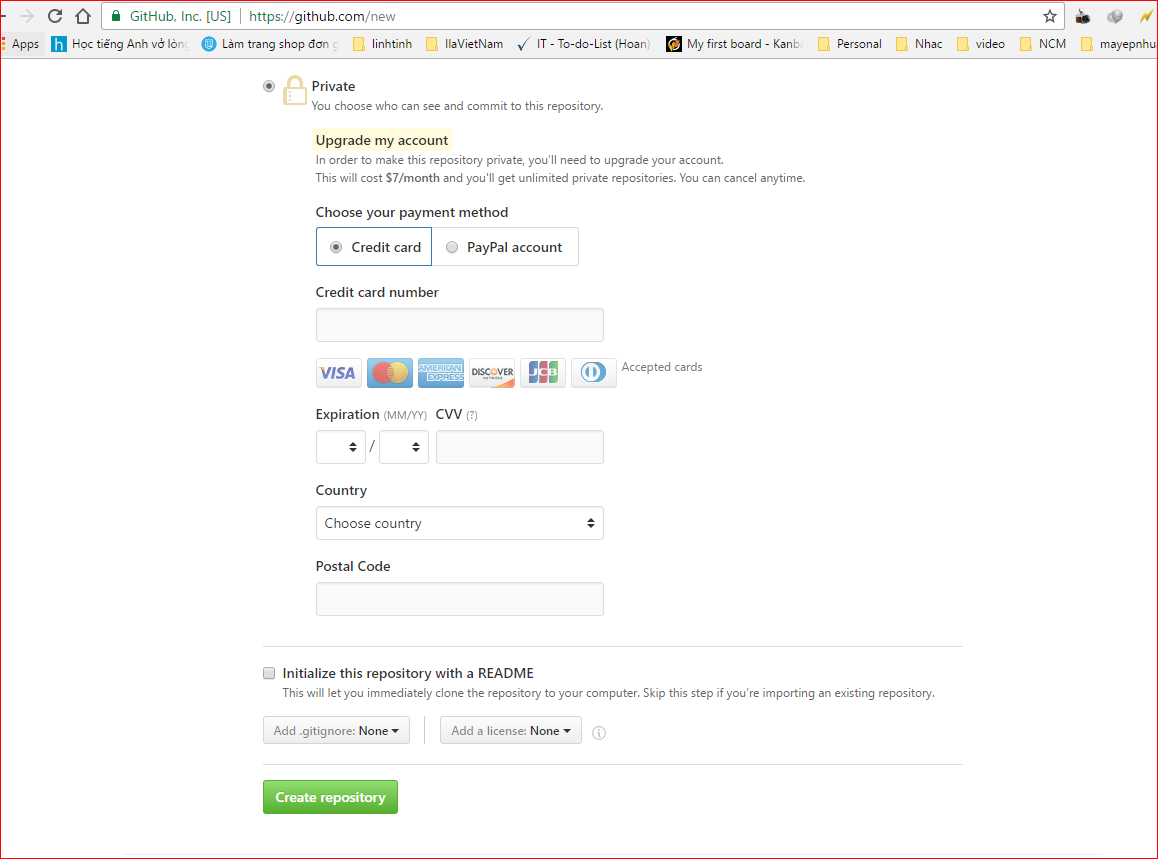 GitHub, Inc. [US] https://github.com/new
Apps Học tiếng Anh vở lòng Làm trang shop đơn g linhtinh IlaVietNam IT - To-do-List (Hoan) My first board - Kanba Personal Nhac video NCM mayepnhua
Private
You choose who can see and commit to this repository.
Upgrade my account
In order to make this repository private, you'll need to upgrade your account.
This will cost $7/month and you'll get unlimited private repositories. You can cancel anytime.
Choose your payment method
Credit card PayPal account
Credit card number
VISA AMERICAN EXPRESS DISCOVER NETWORK JCB Accepted cards
Expiration (MM/YY) CVV (?)
/
Country
Choose country
Postal Code
Initialize this repository with a README
This will let you immediately clone the repository to your computer. Skip this step if you're importing an existing repository.
Add .gitignore: None Add a license: None
Create repository